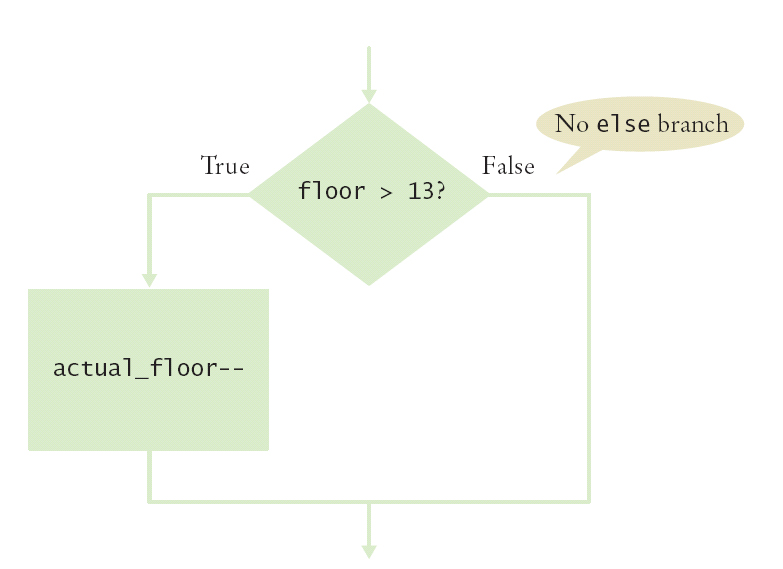 No else branch
True
False
floor > 13?
actual_floor--